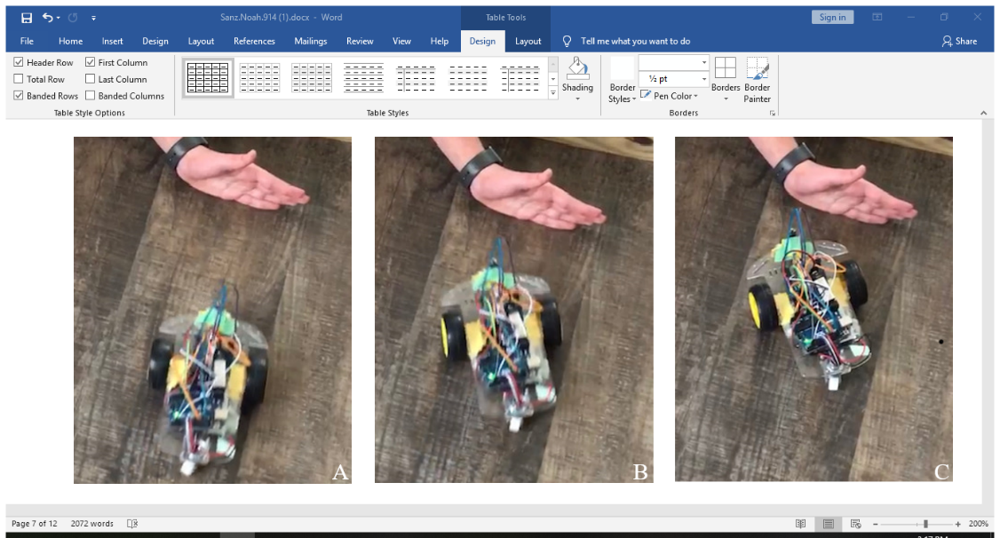 Sanz.Noah.914 (1).docx - Word
Table Tools
Sign in
File Home Insert Design Layout References Mailings Review View Help Design Layout Tell me what you want to do Share
Header Row First Column
Total Row Last Column
Banded Rows Banded Columns
Table Style Options
Table Styles
Shading
Border Styles
½ pt
Pen Color
Borders
Border Painter
Borders
A B C
Page 7 of 12 2072 words 200%